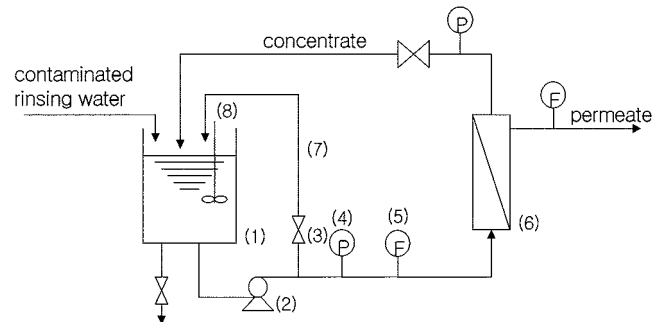 concentrate
P
contaminated
rinsing water
(8)
F
permeate
(7)
(4)
(5)
(6)
(1)
(3)
P
F
(2)